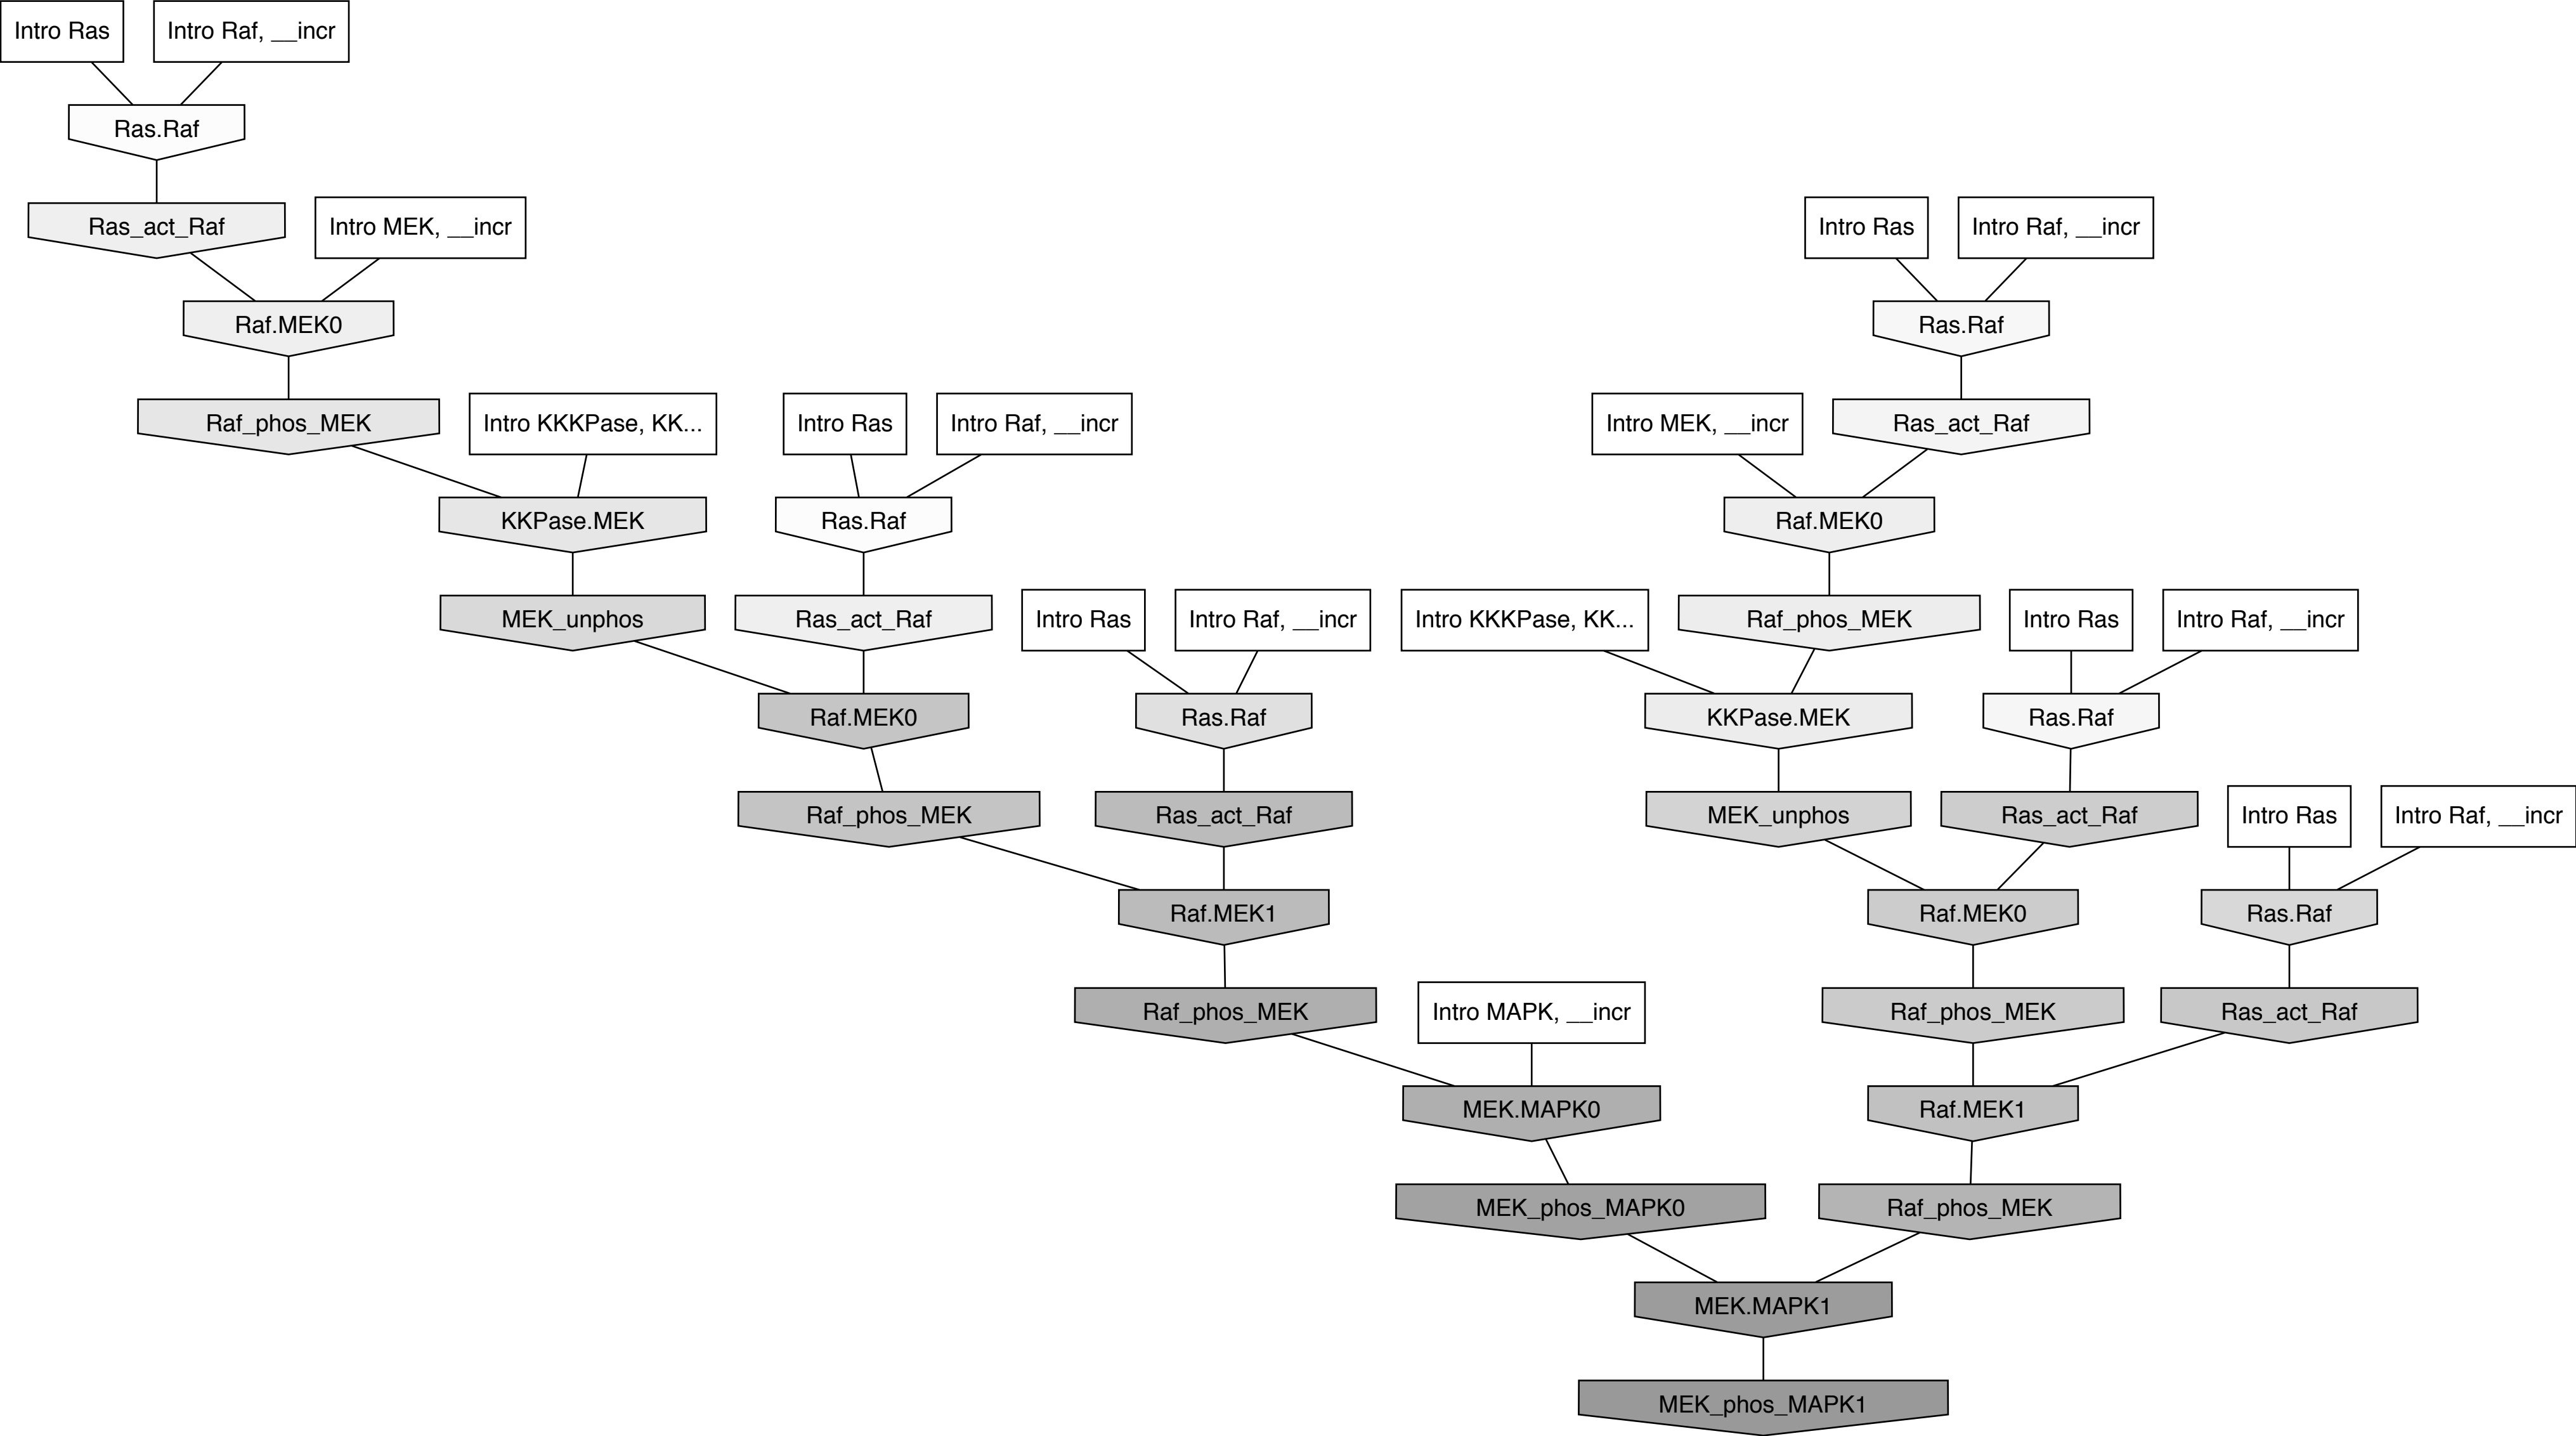 Intro Ras
Intro Raf, __incr
Ras.Raf
Ras_act_Raf
Intro MEK, __incr
Intro Ras
Intro Raf, __incr
Raf.MEK0
Ras.Raf
Raf_phos_MEK
Intro KKKPase, KK...
Intro Ras
Intro Raf, __incr
Intro MEK, __incr
Ras_act_Raf
KKPase.MEK
Ras.Raf
Raf.MEK0
MEK_unphos
Ras_act_Raf
Intro Ras
Intro Raf, __incr
Intro KKKPase, KK...
Raf_phos_MEK
Intro Ras
Intro Raf, __incr
Raf.MEK0
Ras.Raf
KKPase.MEK
Ras.Raf
Raf_phos_MEK
Ras_act_Raf
MEK_unphos
Ras_act_Raf
Intro Ras
Intro Raf, __incr
Raf.MEK1
Raf.MEK0
Ras.Raf
Raf_phos_MEK
Intro MAPK, __incr
Raf_phos_MEK
Ras_act_Raf
MEK.MAPK0
Raf.MEK1
MEK_phos_MAPK0
Raf_phos_MEK
MEK.MAPK1
MEK_phos_MAPK1